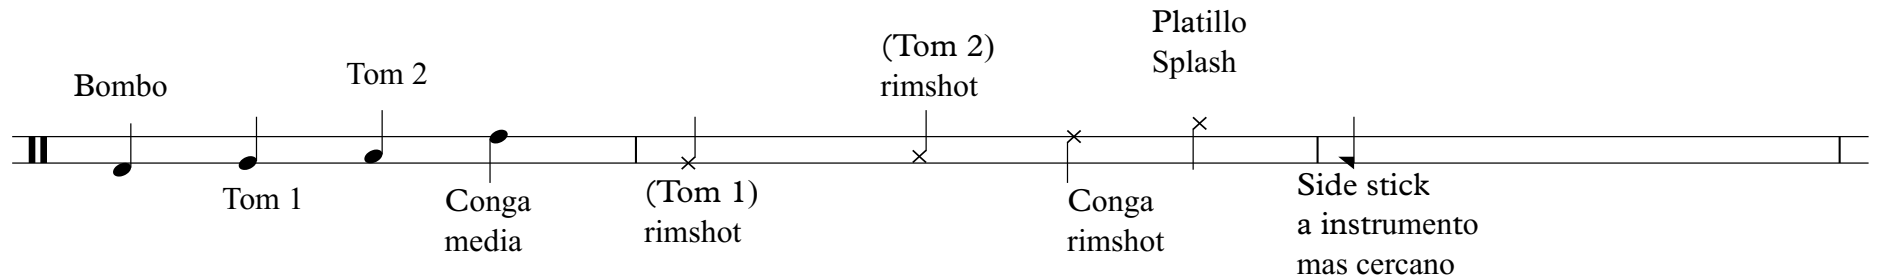 Bombo
Tom 1
Tom 2
Conga
media
(Tom 1)
rimshot
(Tom 2)
rimshot
Conga
rimshot
Platillo
Splash
Side stick
a instrumento
mas cercano